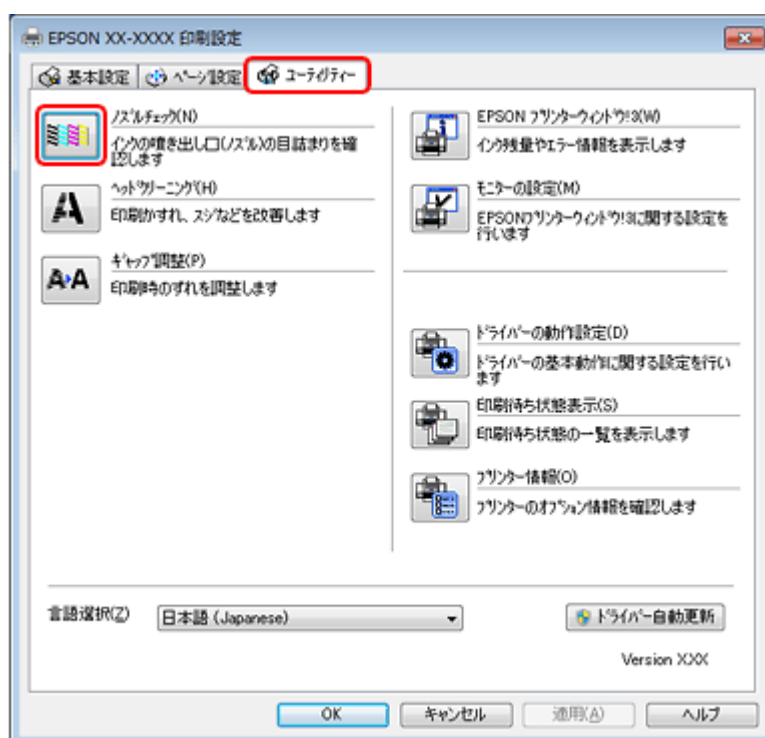 EPSON XX-XXXX 印刷設定
基本設定
ページ設定
ユーティリティー
ノズルチェック(N)
インクの噴き出し口(ノズル)の目詰まりを確
認します
ヘッドクリーニング(H)
印刷かすれ、スジなどを改善します
ギャップ調整(P)
印刷時のずれを調整します
EPSON プリンターウィンドウ!3(W)
インク残量やエラー情報を表示します
モニターの設定(M)
EPSONプリンターウィンドウ!3に関する設定を
行います
ドライバーの動作設定(D)
ドライバーの基本動作に関する設定を行い
ます
印刷待ち状態表示(S)
印刷待ち状態の一覧を表示します
プリンター情報(O)
プリンターのオプション情報を確認します
言語選択(Z)
日本語 (Japanese)
ドライバー自動更新
Version X.XX
OK
キャンセル
適用(A)
ヘルプ